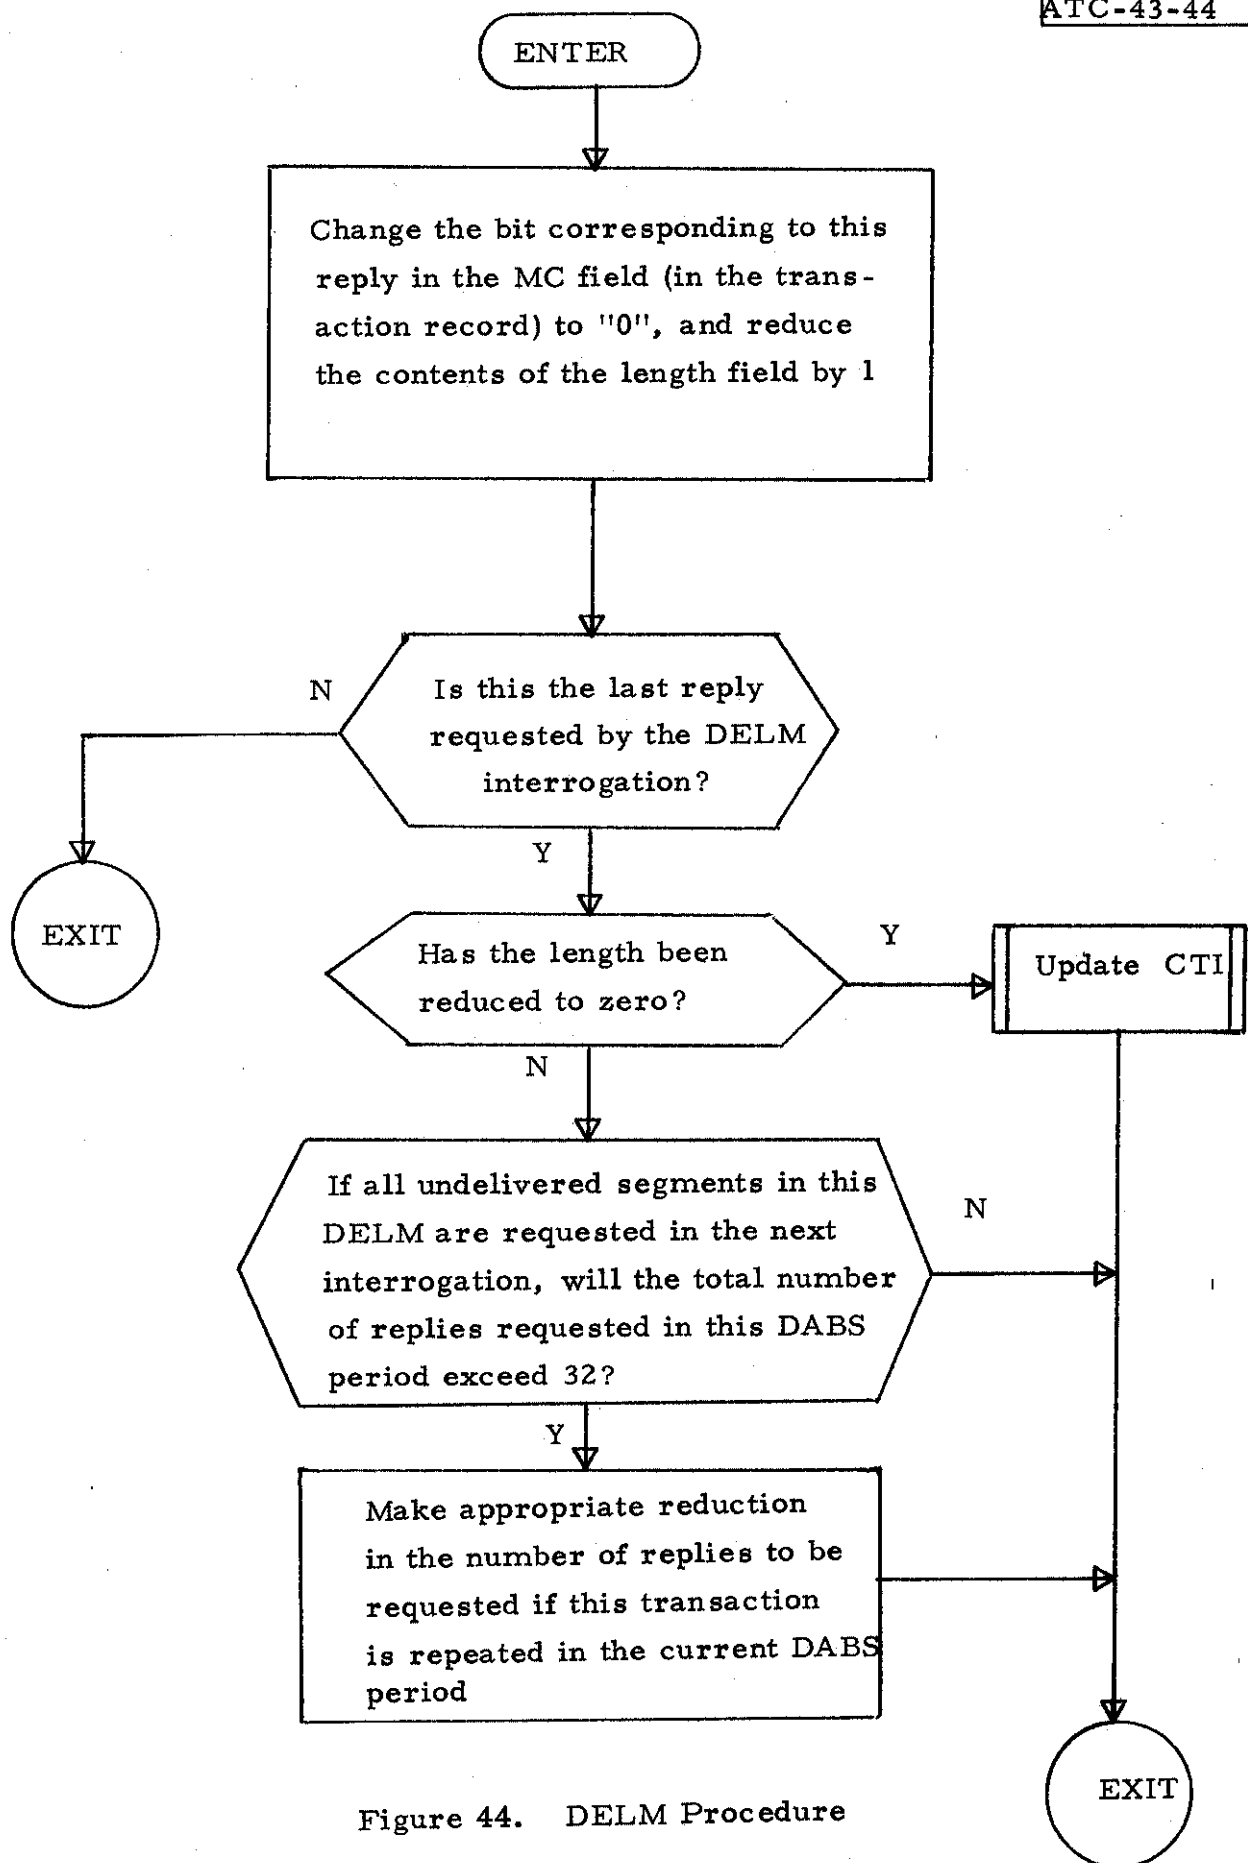 ATC-43-44
ENTER
Change the bit corresponding to this
reply in the MC field (in the trans-
action record) to "0", and reduce
the contents of the length field by 1
N
Is this the last reply
requested by the DELM
interrogation?
Y
EXIT
Has the length been
reduced to zero?
Y
Update CTI
N
If all undelivered segments in this
DELM are requested in the next
interrogation, will the total number
of replies requested in this DABS
period exceed 32?
N
Y
Make appropriate reduction
in the number of replies to be
requested if this transaction
is repeated in the current DABS
period
EXIT
Figure 44. DELM Procedure